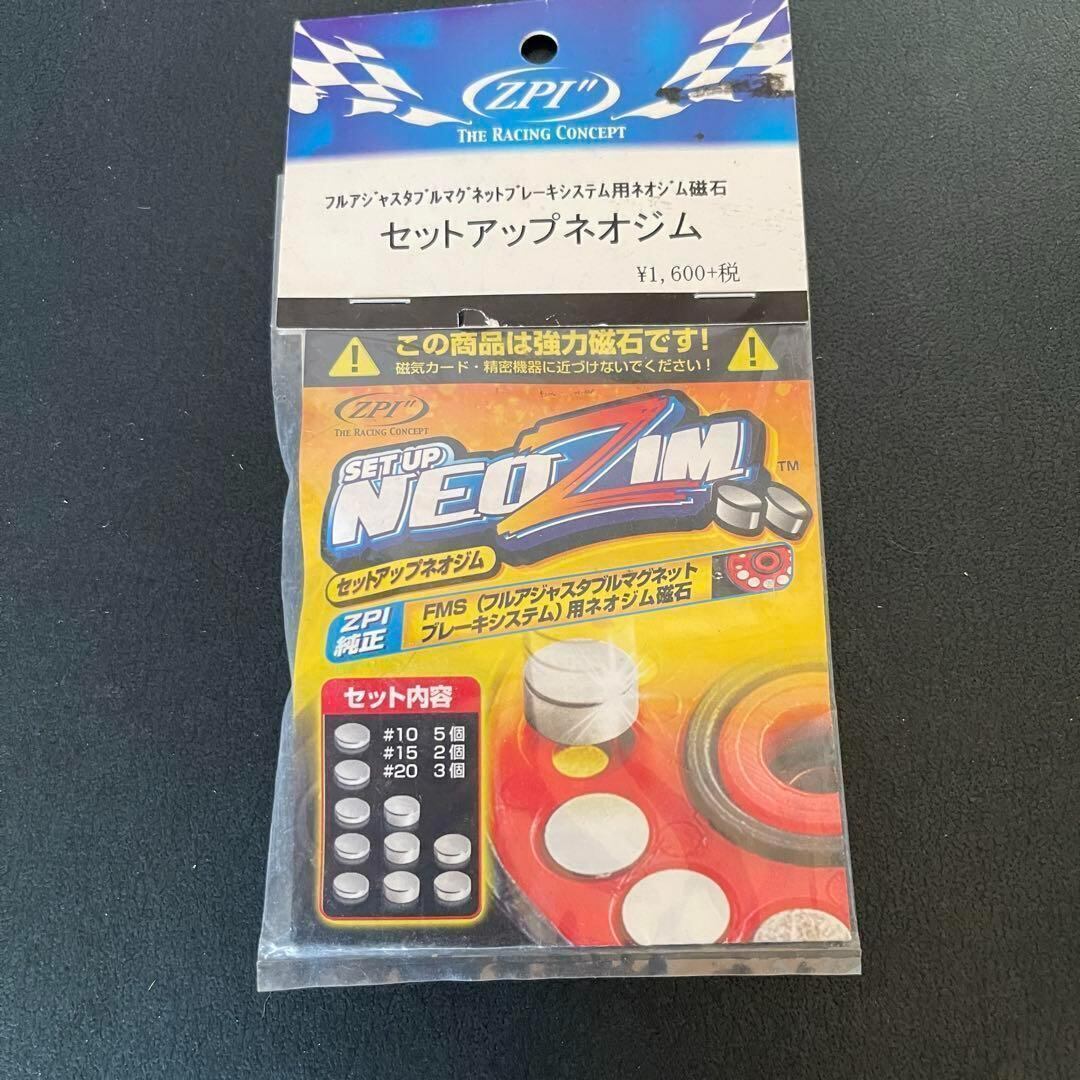 ZPI"
THE RACING CONCEPT
フルアジャスタブルマグネットブレーキシステム用ネオジム磁石
セットアップネオジム
¥1,600+税
この商品は強力磁石です!
磁気カード・精密機器に近づけないでください!
ZPI"
THE RACING CONCEPT
SET UP
NEOZIM TM
セットアップネオジム
ZPI
純正
FMS(フルアジャスタブルマグネット
ブレーキシステム)用ネオジム磁石
セット内容
#10 5個
#15 2個
#20 3個